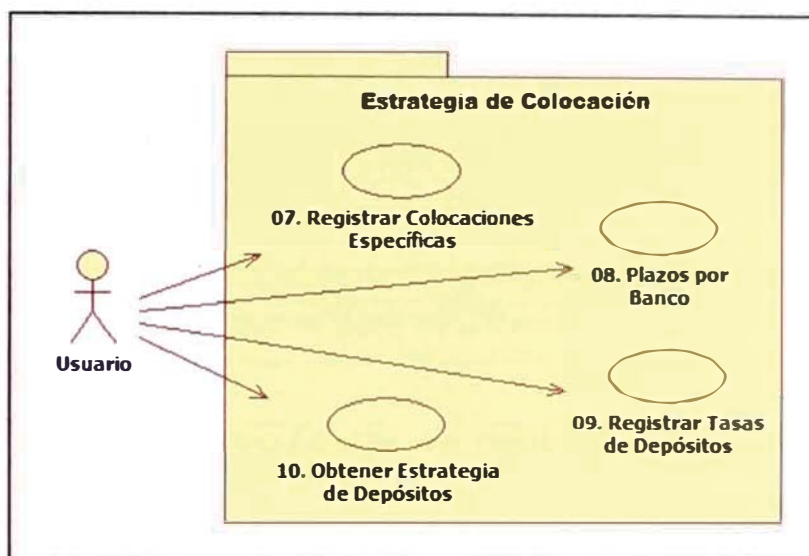 Estrategia de Colocación
07. Registrar Colocaciones
Específicas
08. Plazos por
Banco
Usuario
09. Registrar Tasas
de Depósitos
10. Obtener Estrategia
de Depósitos